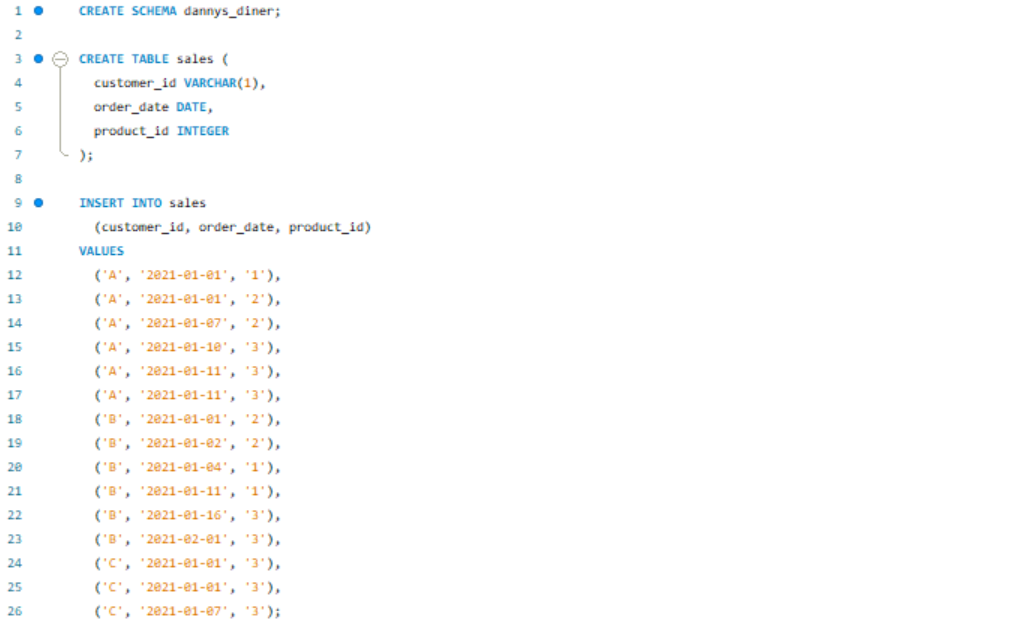 1 CREATE SCHEMA dannys_diner;
2
3 CREATE TABLE sales (
4 customer_id VARCHAR(1),
5 order_date DATE,
6 product_id INTEGER
7 );
8
9 INSERT INTO sales
10 (customer_id, order_date, product_id)
11 VALUES
12 ('A', '2021-01-01', '1'),
13 ('A', '2021-01-01', '2'),
14 ('A', '2021-01-07', '2'),
15 ('A', '2021-01-10', '3'),
16 ('A', '2021-01-11', '3'),
17 ('A', '2021-01-11', '3'),
18 ('B', '2021-01-01', '2'),
19 ('B', '2021-01-02', '2'),
20 ('B', '2021-01-04', '1'),
21 ('B', '2021-01-11', '1'),
22 ('B', '2021-01-16', '3'),
23 ('B', '2021-02-01', '3'),
24 ('C', '2021-01-01', '3'),
25 ('C', '2021-01-01', '3'),
26 ('C', '2021-01-07', '3');